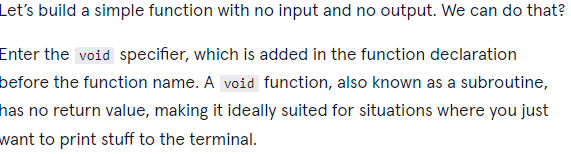 Let's build a simple function with no input and no output. We can do that?
Enter the void specifier, which is added in the function declaration
before the function name. A void function, also known as a subroutine,
has no return value, making it ideally suited for situations where you just
want to print stuff to the terminal.